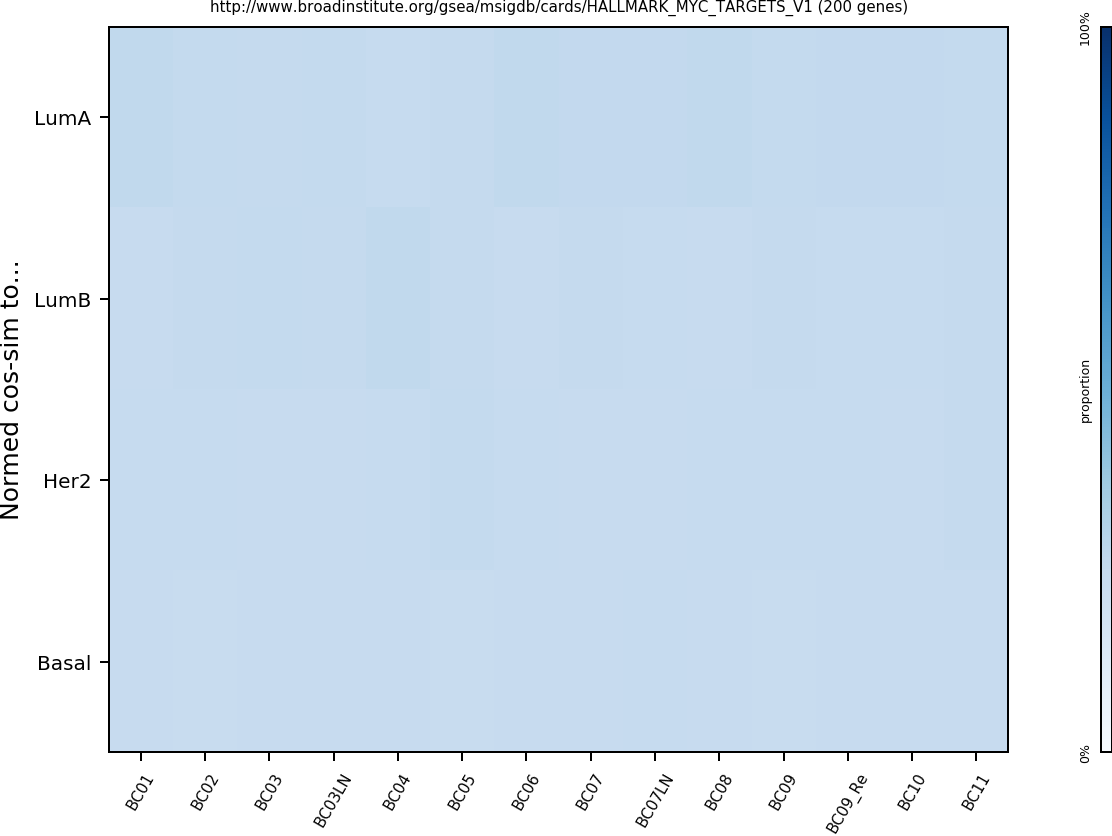 http://www.broadinstitute.org/gsea/msigdb/cards/HALLMARK_MYC_TARGETS_V1 (200 genes)
Normed cos-sim to...
LumA
LumB
Her2
Basal
BC01
BC02
BC03
BC03LN
BC04
BC05
BC06
BC07
BC07LN
BC08
BC09
BC09_Re
BC10
BC11
100%
proportion
0%